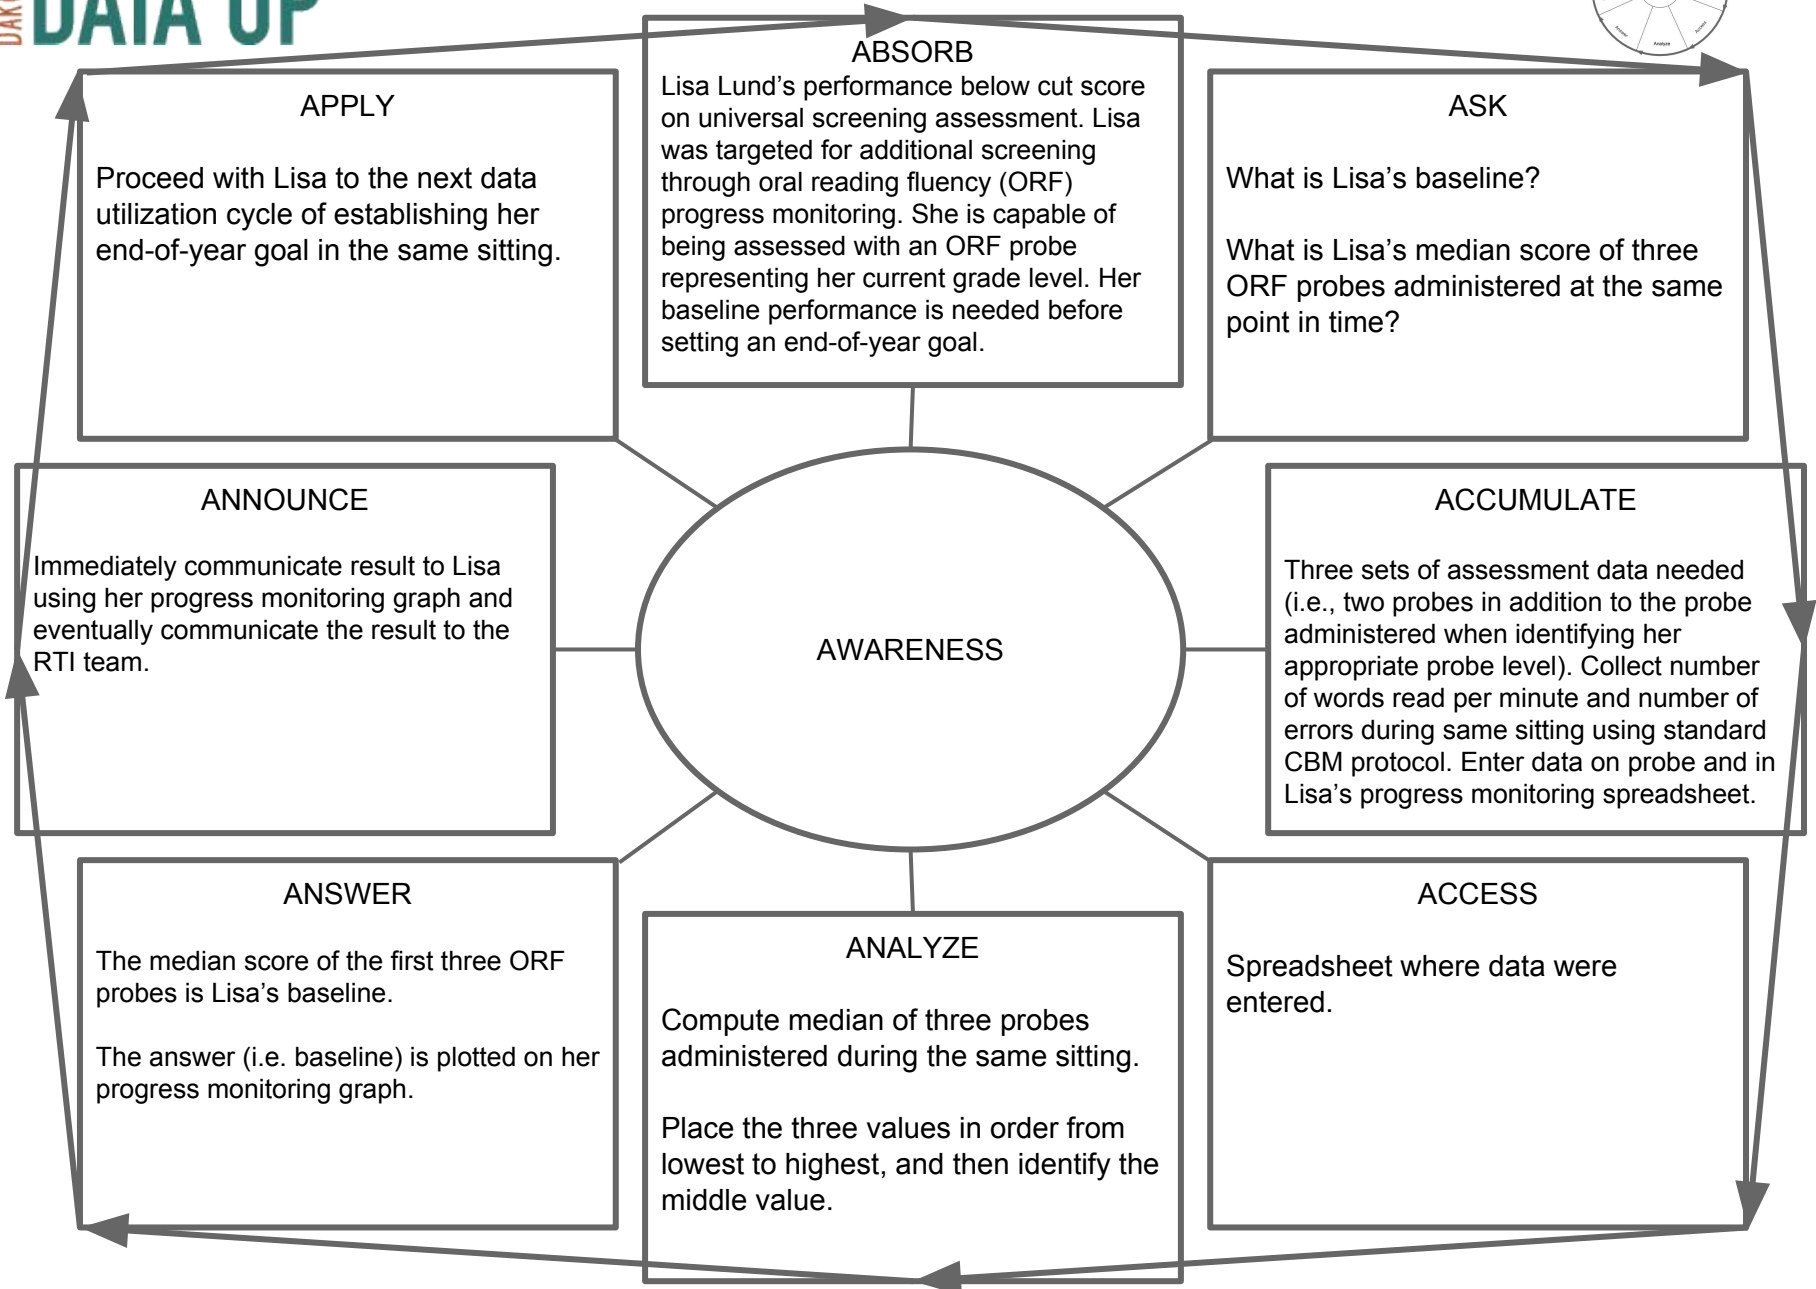 DATA UP
ABSORB
Lisa Lund's performance below cut score
on universal screening assessment. Lisa
was targeted for additional screening
through oral reading fluency (ORF)
progress monitoring. She is capable of
being assessed with an ORF probe
representing her current grade level. Her
baseline performance is needed before
setting an end-of-year goal.
ASK
What is Lisa's baseline?
What is Lisa's median score of three
ORF probes administered at the same
point in time?
ACCUMULATE
Three sets of assessment data needed
(i.e., two probes in addition to the probe
administered when identifying her
appropriate probe level). Collect number
of words read per minute and number of
errors during same sitting using standard
CBM protocol. Enter data on probe and in
Lisa's progress monitoring spreadsheet.
ACCESS
Spreadsheet where data were
entered.
ANALYZE
Compute median of three probes
administered during the same sitting.
Place the three values in order from
lowest to highest, and then identify the
middle value.
ANSWER
The median score of the first three ORF
probes is Lisa's baseline.
The answer (i.e. baseline) is plotted on her
progress monitoring graph.
ANNOUNCE
Immediately communicate result to Lisa
using her progress monitoring graph and
eventually communicate the result to the
RTI team.
APPLY
Proceed with Lisa to the next data
utilization cycle of establishing her
end-of-year goal in the same sitting.
AWARENESS
Answer
Analyze
Access